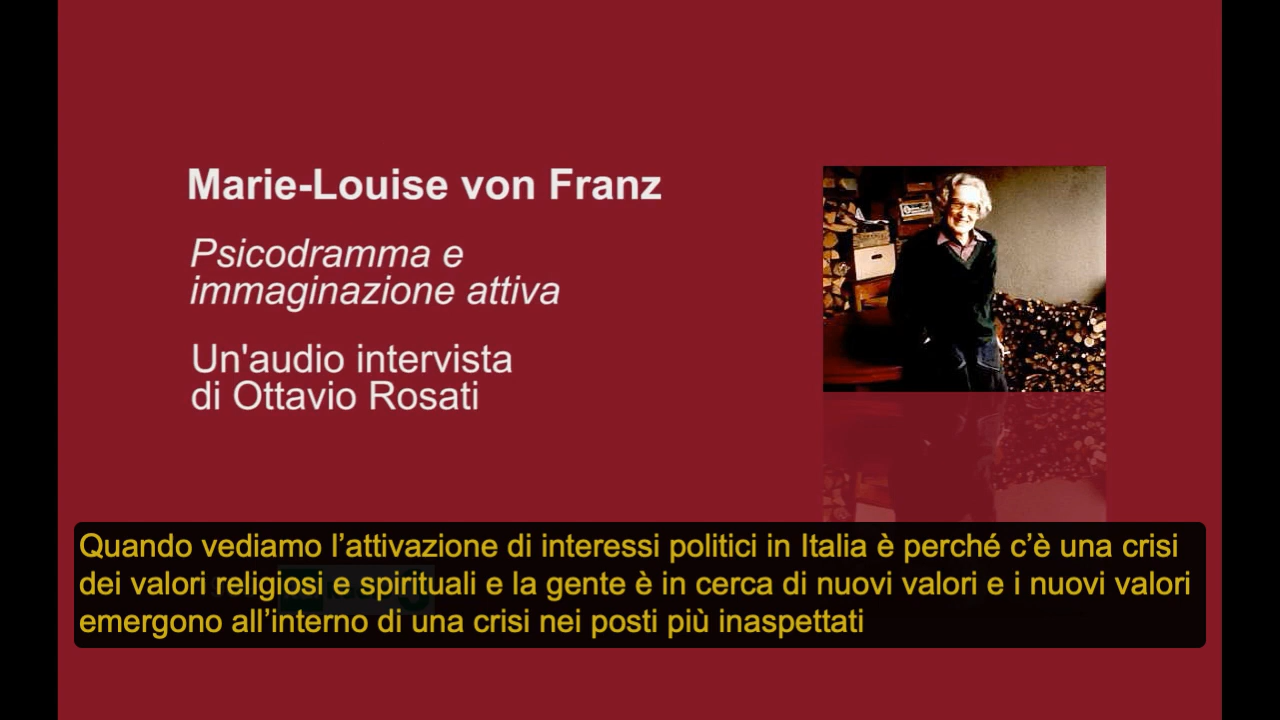 Marie-Louise von Franz
Psicodramma e
immaginazione attiva
Un'audio intervista
di Ottavio Rosati
Quando vediamo l’attivazione di interessi politici in Italia è perché c’è una crisi
dei valori religiosi e spirituali e la gente è in cerca di nuovi valori e i nuovi valori
emergono all’interno di una crisi nei posti più inaspettati